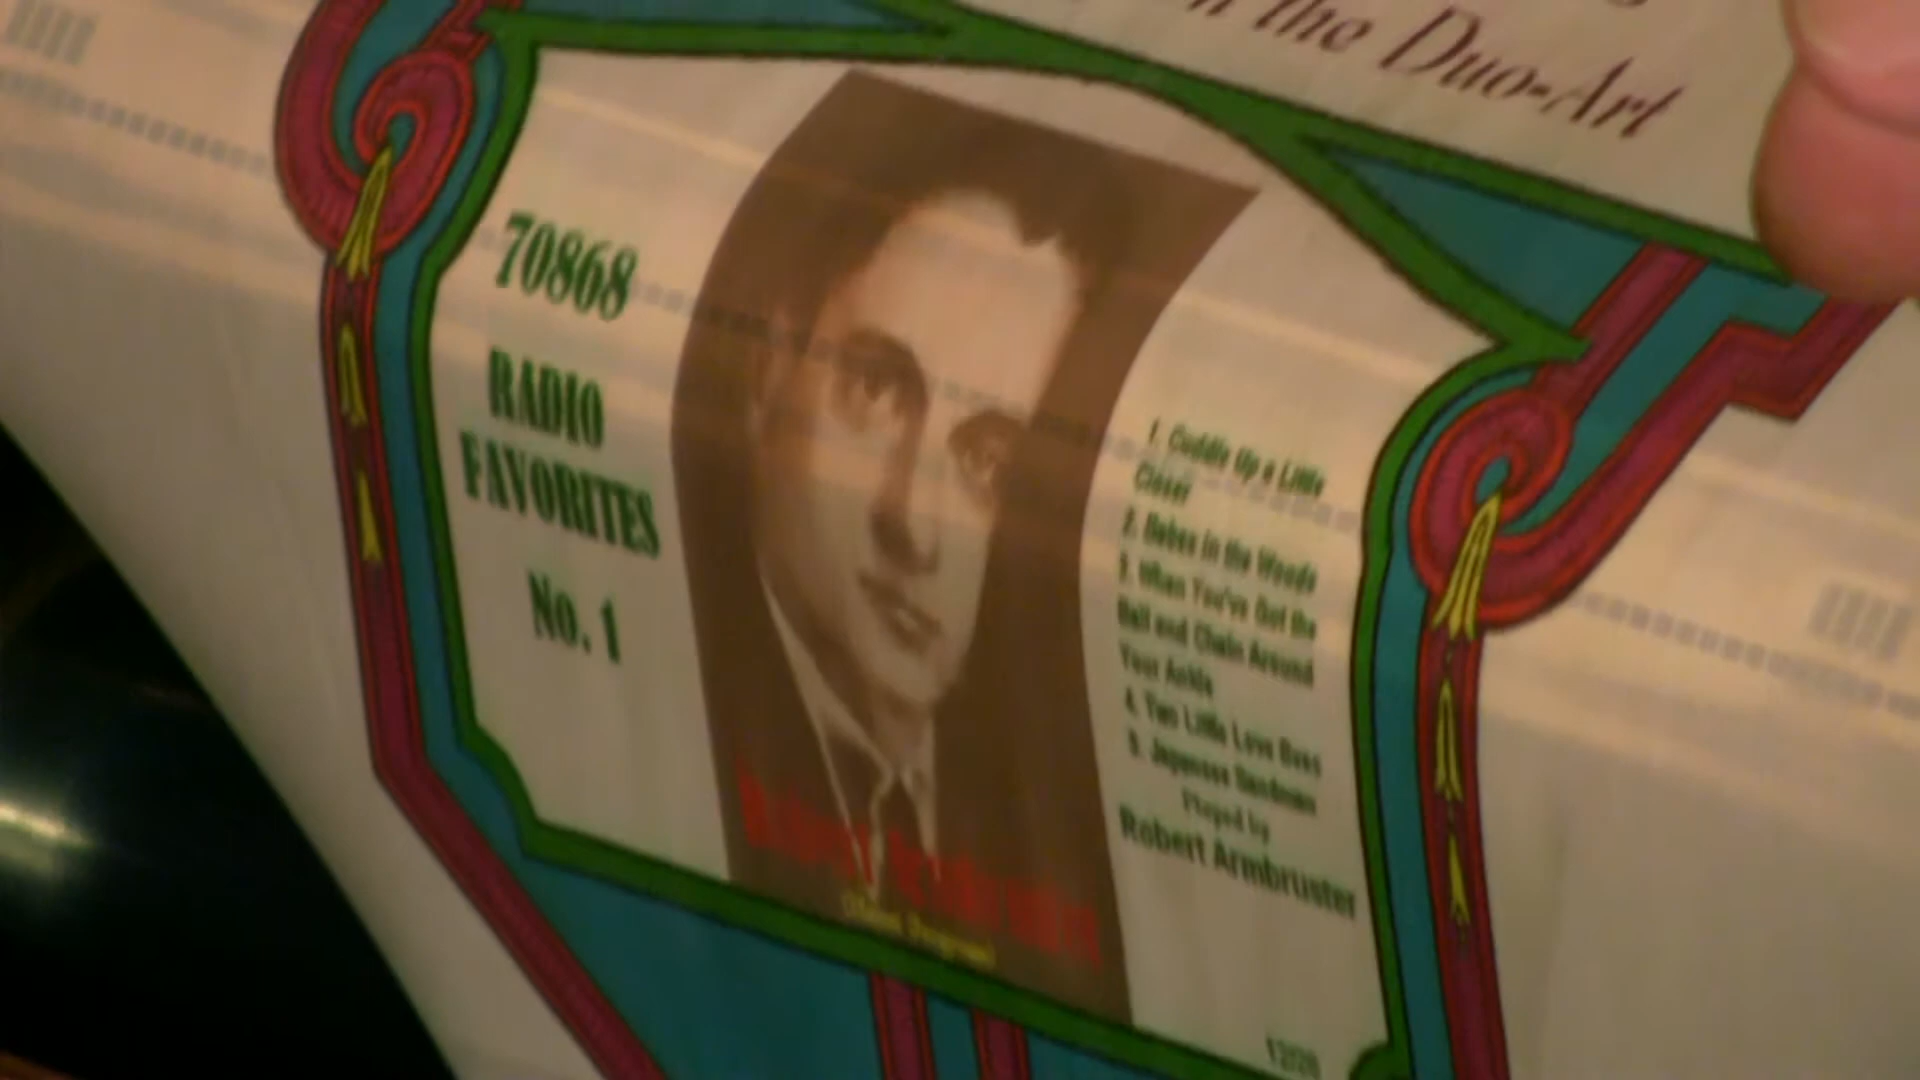 the Duo-Art
70868
RADIO
FAVORITES
No. 1
1. Cuddle Up a Little
Closer
2. Babes in the Woods
3. When You've Got the
Ball and Chain Around
Your Ankle
4. Two Little Love Bees
5. Japanese Sandman
Played by
Robert Armbruster